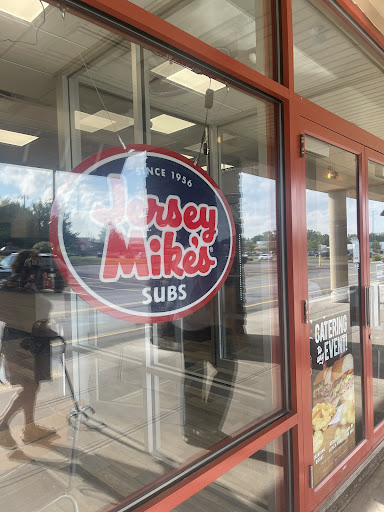 SINCE 1956
Jersey
Mike's
SUBS
CATERING
EVENT!